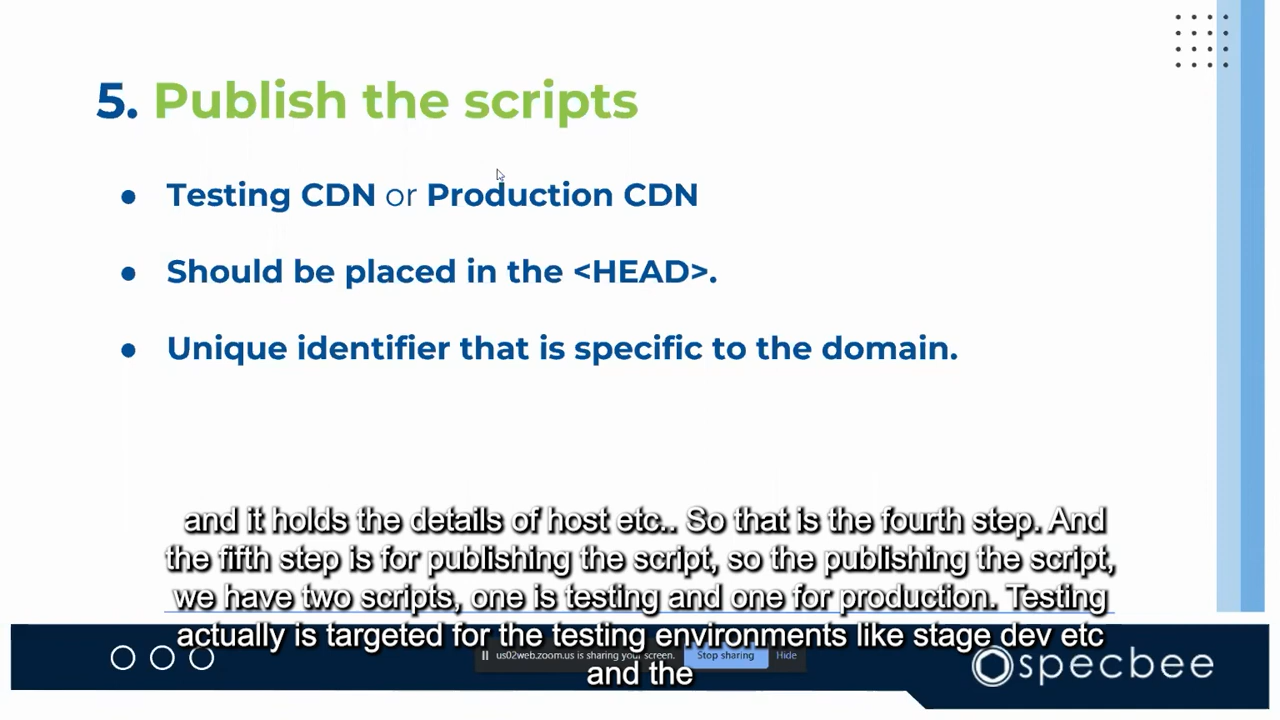 5. Publish the scripts
● Testing CDN or Production CDN
● Should be placed in the <HEAD>.
● Unique identifier that is specific to the domain.
and it holds the details of host etc.. So that is the fourth step. And
the fifth step is for publishing the script, so the publishing the script,
we have two scripts, one is testing and one for production. Testing
actually is targeted for the testing environments like stage dev etc
and the
us02web.zoom.us is sharing your screen.
Stop sharing
Hide
specbee